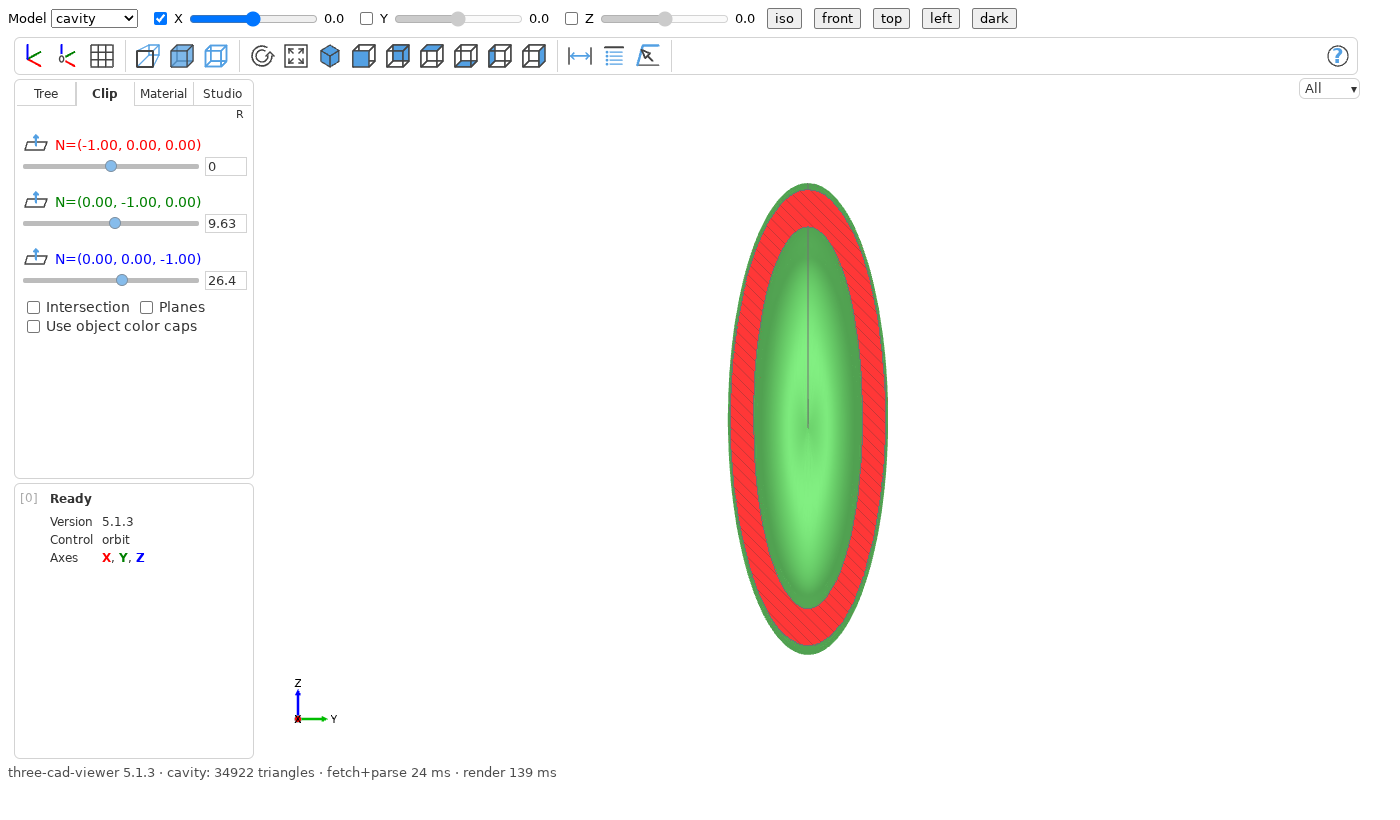 Model cavity X 0.0 Y 0.0 Z 0.0 iso front top left dark
All
Tree Clip Material Studio
R
N=(-1.00, 0.00, 0.00)
0
N=(0.00, -1.00, 0.00)
9.63
N=(0.00, 0.00, -1.00)
26.4
Intersection Planes
Use object color caps
[0] Ready
Version 5.1.3
Control orbit
Axes X, Y, Z
Z
X Y
three-cad-viewer 5.1.3 · cavity: 34922 triangles · fetch+parse 24 ms · render 139 ms